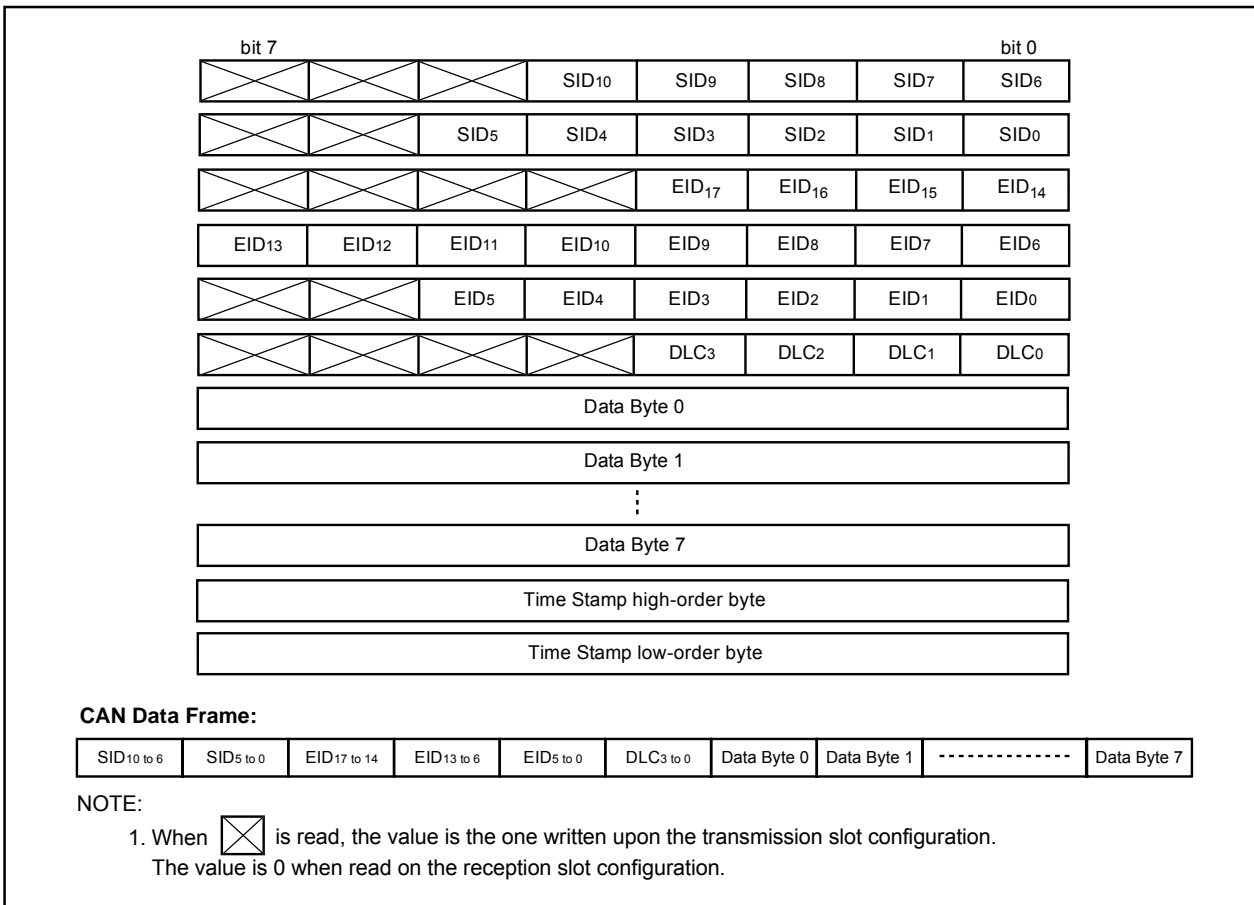 bit 7 bit 0
SID10 SID9 SID8 SID7 SID6
SID5 SID4 SID3 SID2 SID1 SID0
EID17 EID16 EID15 EID14
EID13 EID12 EID11 EID10 EID9 EID8 EID7 EID6
EID5 EID4 EID3 EID2 EID1 EID0
DLC3 DLC2 DLC1 DLC0
Data Byte 0
Data Byte 1
Data Byte 7
Time Stamp high-order byte
Time Stamp low-order byte
CAN Data Frame:
SID10 to 6 SID5 to 0 EID17 to 14 EID13 to 6 EID5 to 0 DLC3 to 0 Data Byte 0 Data Byte 1 Data Byte 7
NOTE:
1. When is read, the value is the one written upon the transmission slot configuration.
The value is 0 when read on the reception slot configuration.